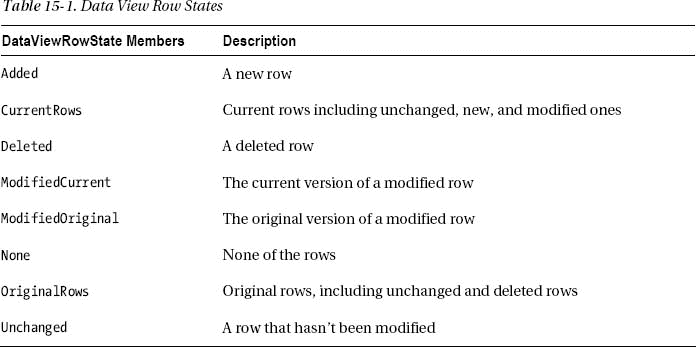 Table 15-1. Data View Row States
DataViewRowState Members Description
Added A new row
CurrentRows Current rows including unchanged, new, and modified ones
Deleted A deleted row
ModifiedCurrent The current version of a modified row
ModifiedOriginal The original version of a modified row
None None of the rows
OriginalRows Original rows, including unchanged and deleted rows
Unchanged A row that hasn't been modified